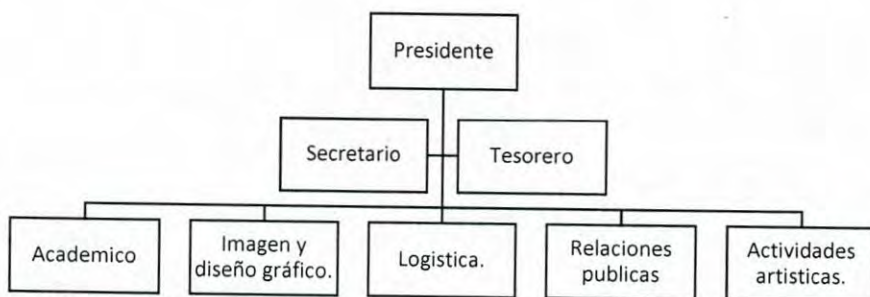 Presidente
Secretario
Tesorero
Academico
Imagen y
diseño gráfico.
Logistica.
Relaciones
publicas
Actividades
artisticas.